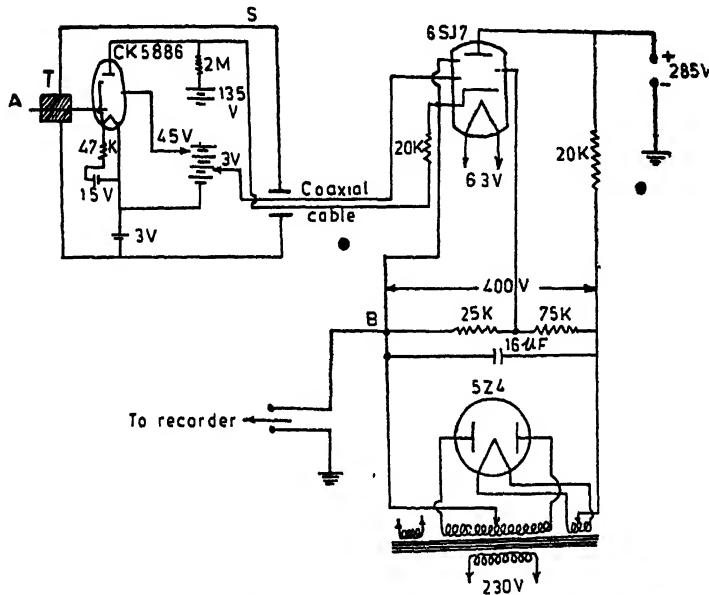 S
6SJ7
CK5886
T
2M
+
-
285V
A
135
V
45V
47 K
20K
20K
3V
15V
Coaxial
6·3V
cable
3V
400V
B
25K
75K
16μF
5Z4
To recorder
230V